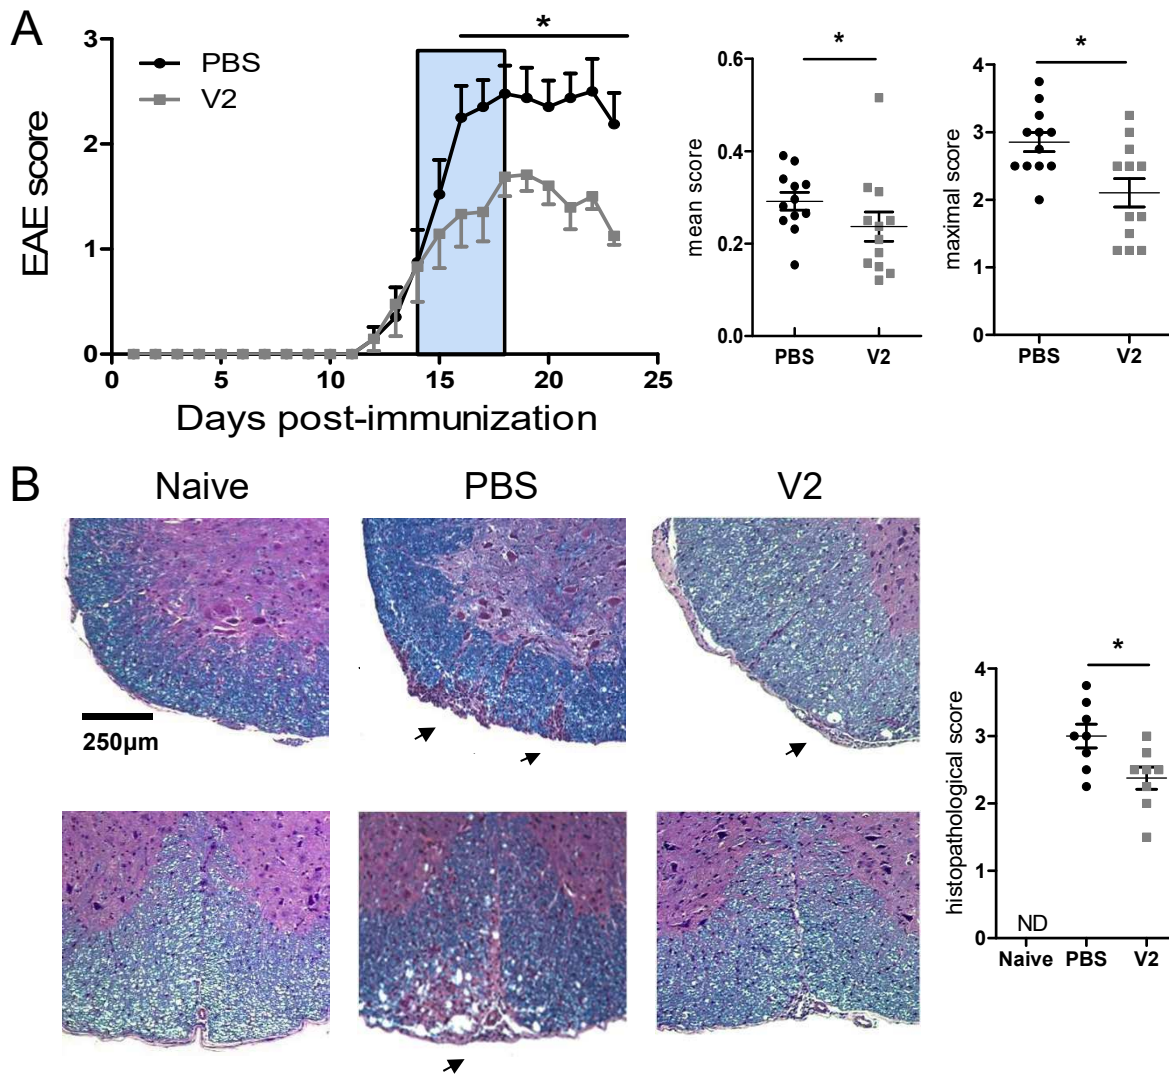 A
PBS
V2
EAE score
3
2
1
0
0
5
10
15
20
25
Days post-immunization
*
mean score
0.6
0.4
0.2
0.0
*
PBS
V2
maximal score
4
3
2
1
0
*
PBS
V2
B
Naive
PBS
V2
250µm
histopathological score
4
3
2
1
0
*
ND
Naive
PBS
V2